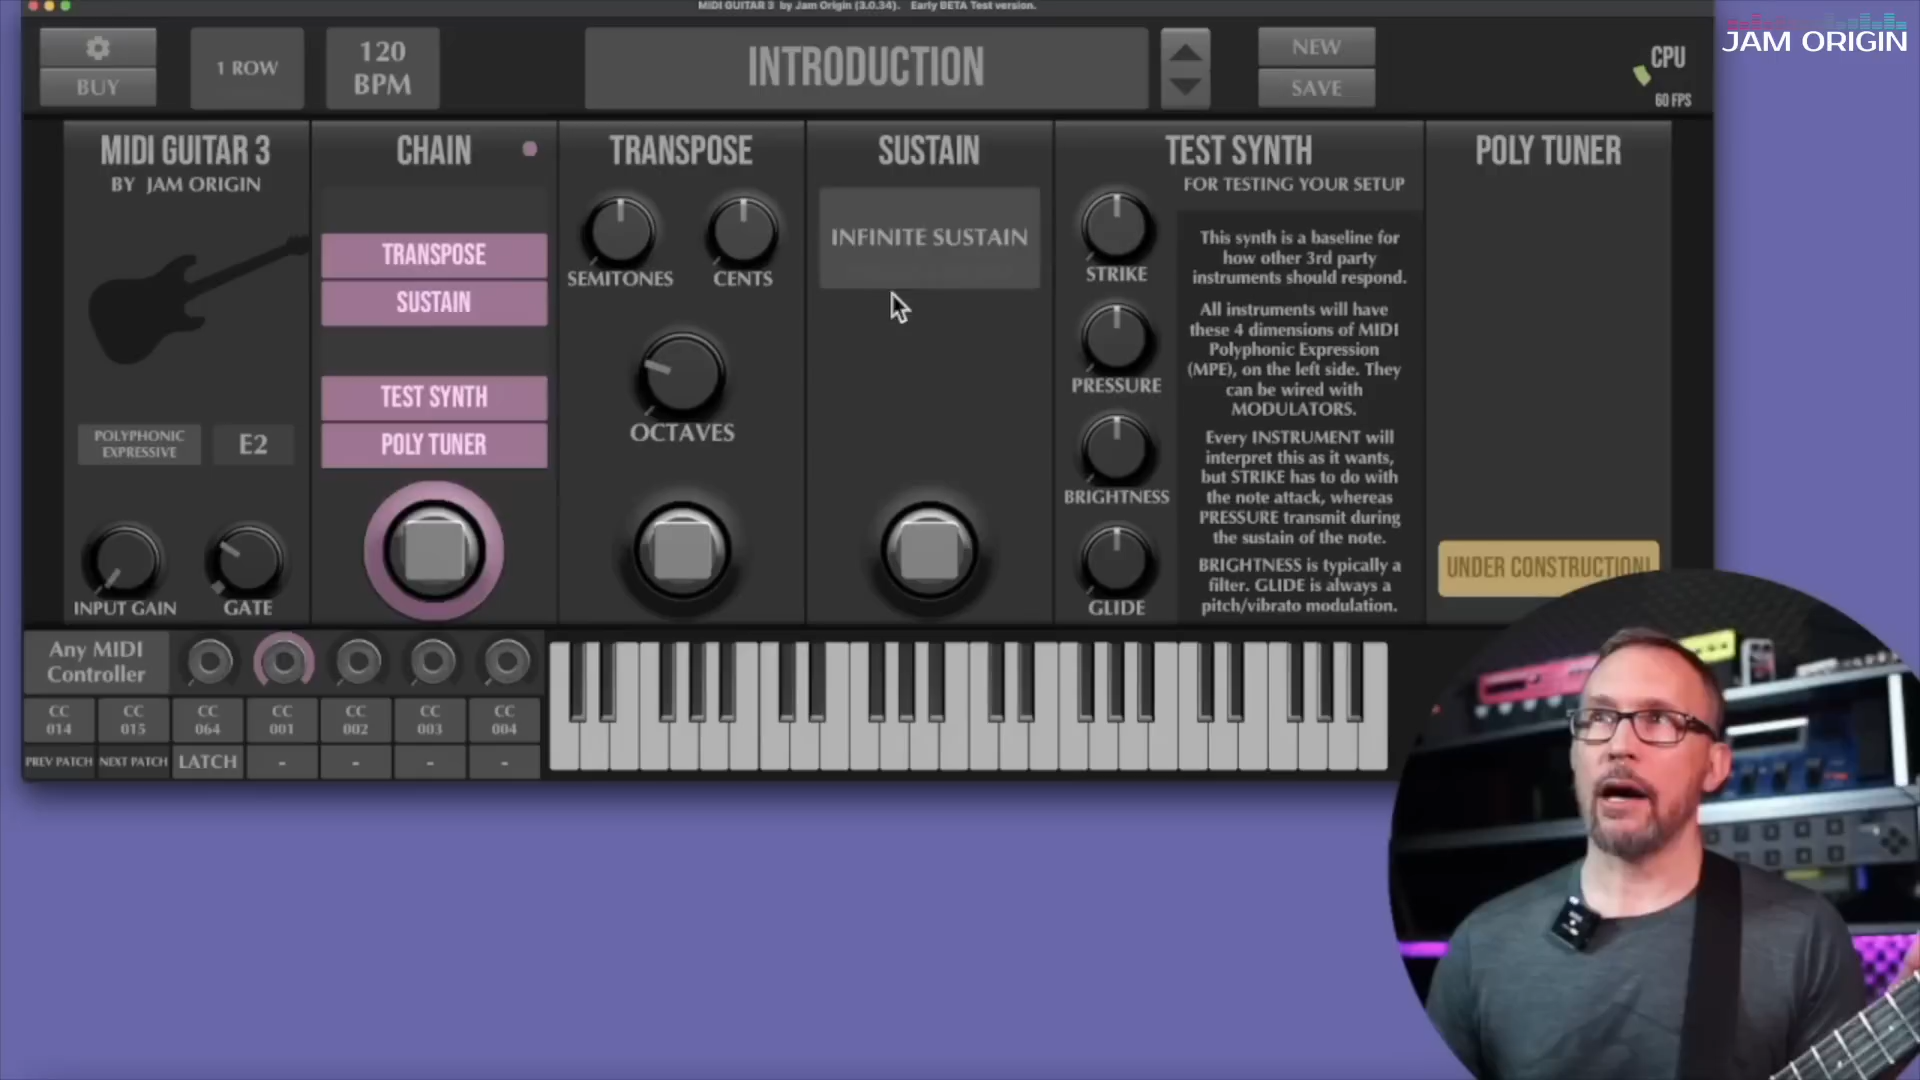 MIDI GUITAR 3 by Jam Origin (3.0.34). Early BETA Test version.
JAM ORIGIN
BUY
1 ROW
120
BPM
INTRODUCTION
NEW
SAVE
CPU
60 FPS
MIDI GUITAR 3
BY JAM ORIGIN
POLYPHONIC
EXPRESSIVE
E2
INPUT GAIN
GATE
CHAIN
TRANSPOSE
SUSTAIN
TEST SYNTH
POLY TUNER
TRANSPOSE
SEMITONES
CENTS
OCTAVES
SUSTAIN
INFINITE SUSTAIN
TEST SYNTH
FOR TESTING YOUR SETUP
STRIKE
PRESSURE
BRIGHTNESS
GLIDE
This synth is a baseline for
how other 3rd party
instruments should respond.
All instruments will have
these 4 dimensions of MIDI
Polyphonic Expression
(MPE), on the left side. They
can be wired with
MODULATORS.
Every INSTRUMENT will
interpret this as it wants,
but STRIKE has to do with
the note attack, whereas
PRESSURE transmit during
the sustain of the note.
BRIGHTNESS is typically a
filter. GLIDE is always a
pitch/vibrato modulation.
POLY TUNER
UNDER CONSTRUCTION!
Any MIDI
Controller
CC
014
CC
015
CC
064
CC
001
CC
002
CC
003
CC
004
PREV PATCH
NEXT PATCH
LATCH
-
-
-
-